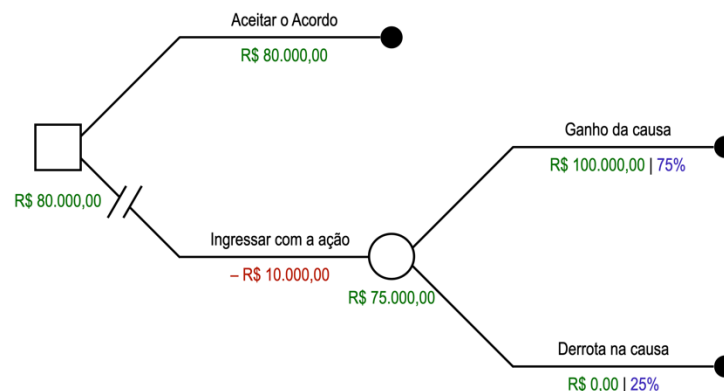 Aceitar o Acordo
R$ 80.000,00
R$ 80.000,00
Ingressar com a ação
– R$ 10.000,00
R$ 75.000,00
Ganho da causa
R$ 100.000,00 | 75%
Derrota na causa
R$ 0,00 | 25%